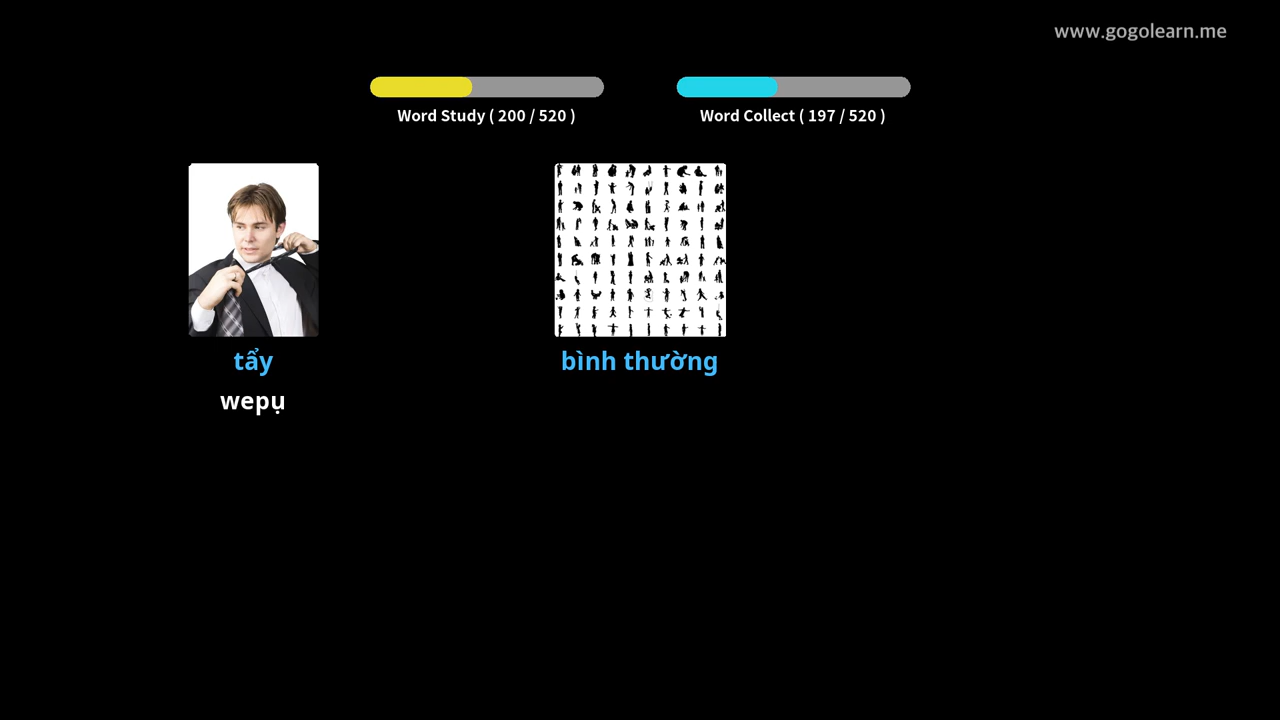 www.gogolearn.me
Word Study ( 200 / 520 )
Word Collect ( 197 / 520 )
tẩy
wepụ
bình thường